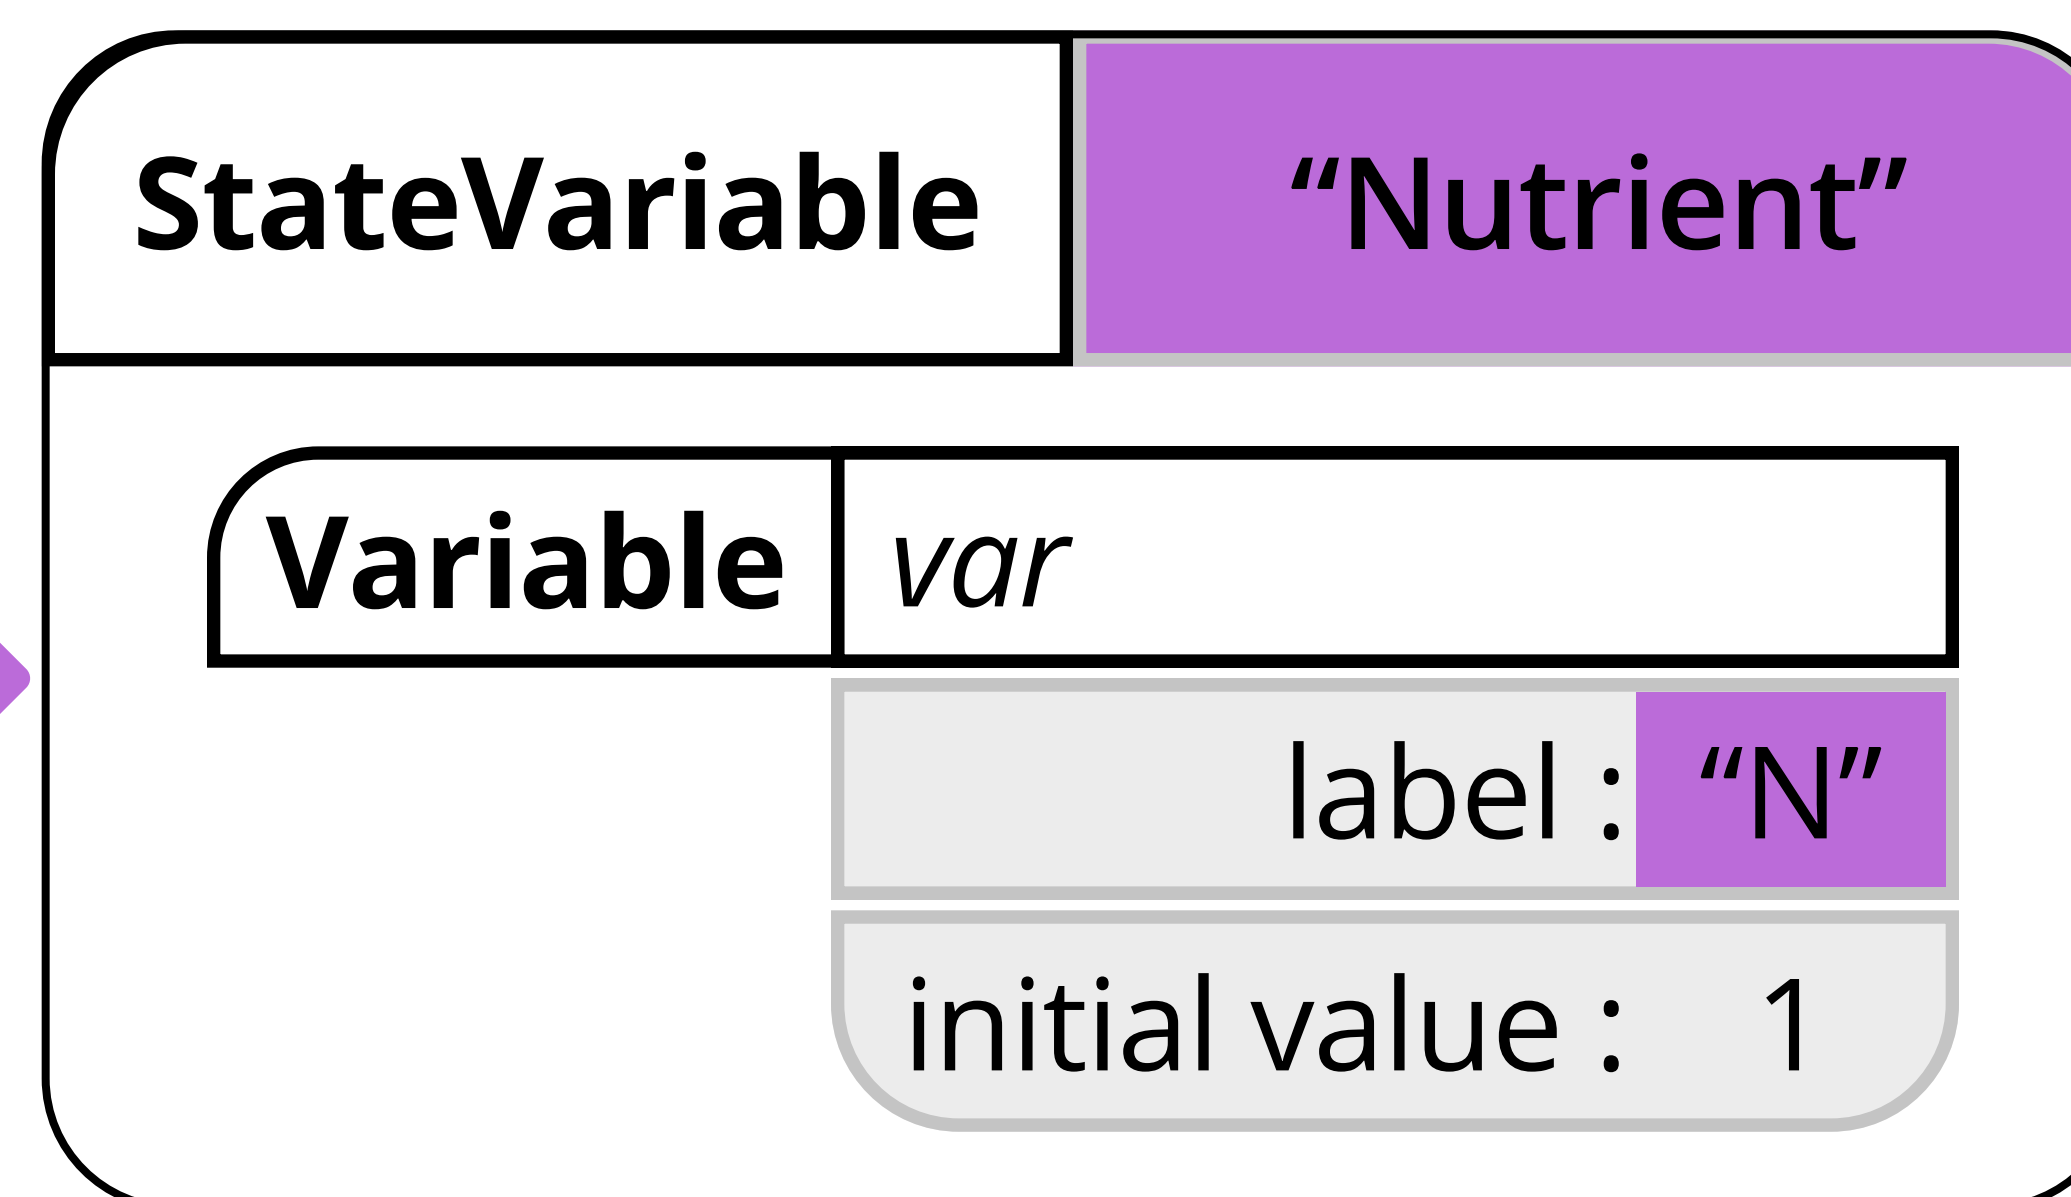 StateVariable “Nutrient”
Variable var
label : “N”
initial value : 1